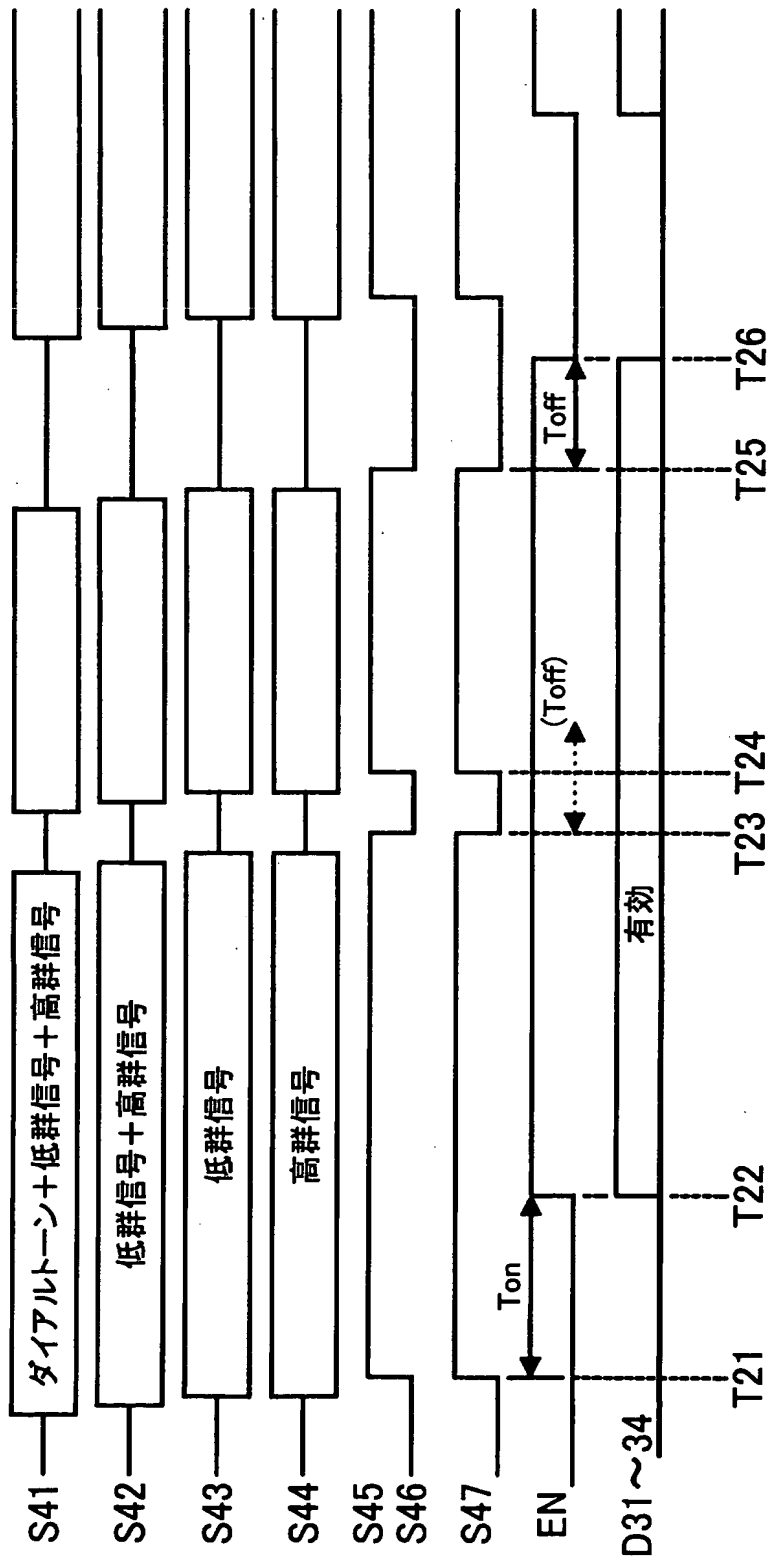 S41
ダイアルトーン+低群信号+高群信号
S42
低群信号+高群信号
S43
低群信号
S44
高群信号
S45
S46
S47
EN
Ton
(Toff)
Toff
D31~34
有効
T21
T22
T23
T24
T25
T26